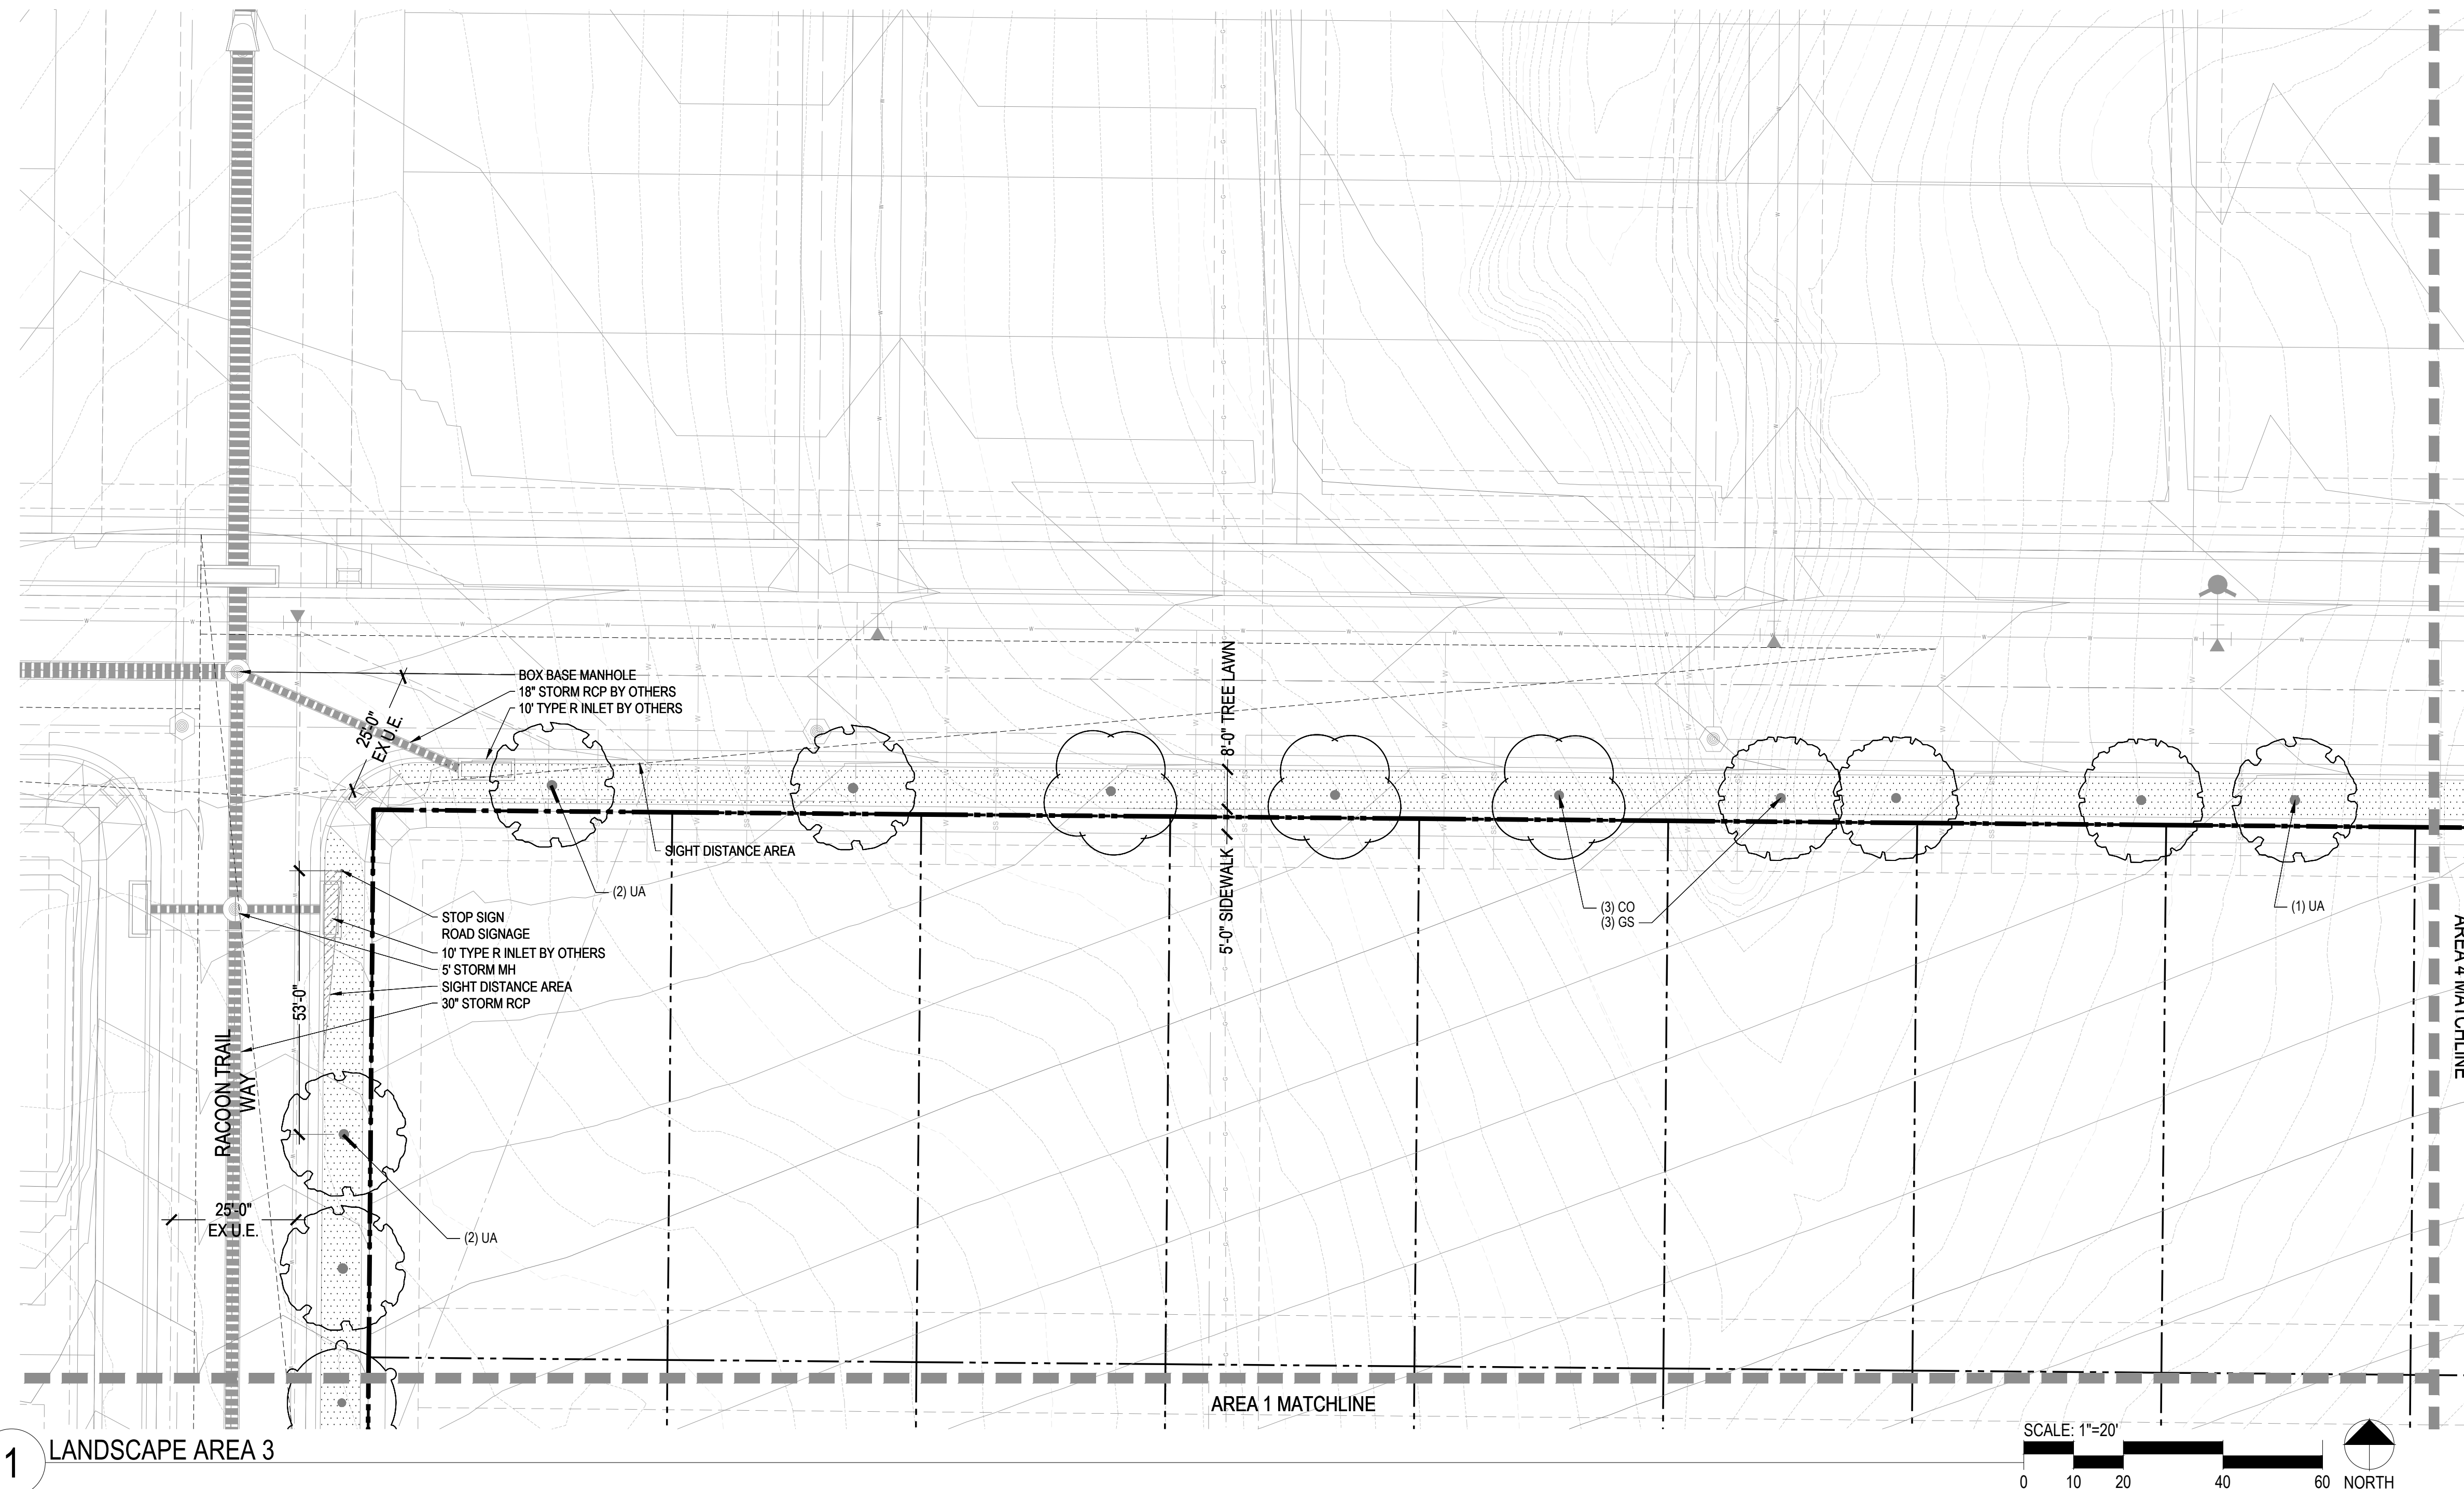 BOX BASE MANHOLE
18" STORM RCP BY OTHERS
10' TYPE R INLET BY OTHERS
25'-0"
EX U.E.
8'-0" TREE LAWN
SIGHT DISTANCE AREA
(2) UA
5'-0" SIDEWALK
(3) CO
(3) GS
(1) UA
AREA 4 MATCHLINE
STOP SIGN
ROAD SIGNAGE
10' TYPE R INLET BY OTHERS
5' STORM MH
SIGHT DISTANCE AREA
30" STORM RCP
53'-0"
RACOON TRAIL
WAY
25'-0"
EX U.E.
(2) UA
AREA 1 MATCHLINE
1
LANDSCAPE AREA 3
SCALE: 1"=20'
0 10 20 40 60
NORTH